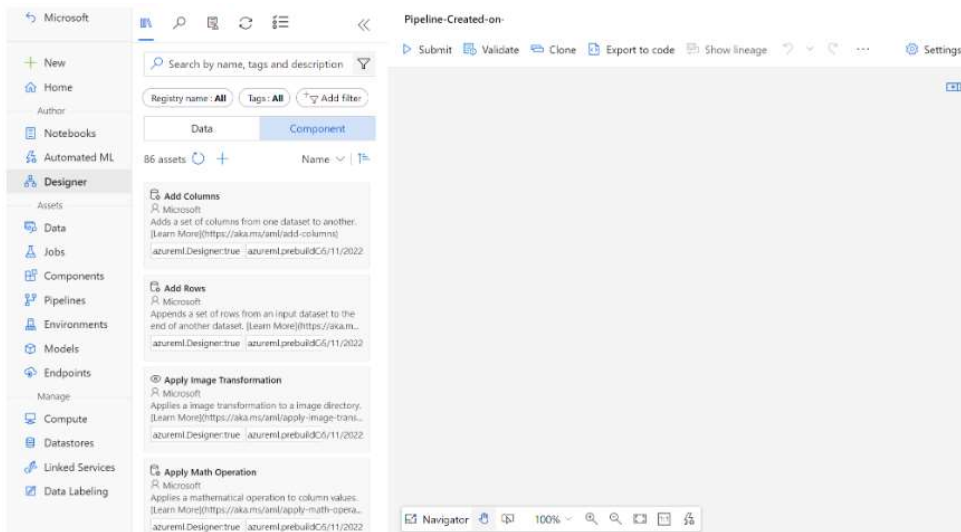 Microsoft
New
Home
Author
Notebooks
Automated ML
Designer
Assets
Data
Jobs
Components
Pipelines
Environments
Models
Endpoints
Manage
Compute
Datastores
Linked Services
Data Labeling
Search by name, tags and description
Registry name : All Tags : All Add filter
Data Component
86 assets Name
Add Columns
Microsoft
Adds a set of columns from one dataset to another.
[Learn More](https://aka.ms/aml/add-columns)
azureml.Designer:true azureml.prebuildC6/11/2022
Add Rows
Microsoft
Appends a set of rows from an input dataset to the
end of another dataset. [Learn More](https://aka.m...
azureml.Designer:true azureml.prebuildC6/11/2022
Apply Image Transformation
Microsoft
Applies a image transformation to a image directory.
[Learn More](https://aka.ms/aml/apply-image-trans...
azureml.Designer:true azureml.prebuildC6/11/2022
Apply Math Operation
Microsoft
Applies a mathematical operation to column values.
[Learn More](https://aka.ms/aml/apply-math-opera...
azureml.Designer:true azureml.prebuildC6/11/2022
Pipeline-Created-on-
Submit Validate Clone Export to code Show lineage ... Settings
Navigator 100% 1:1